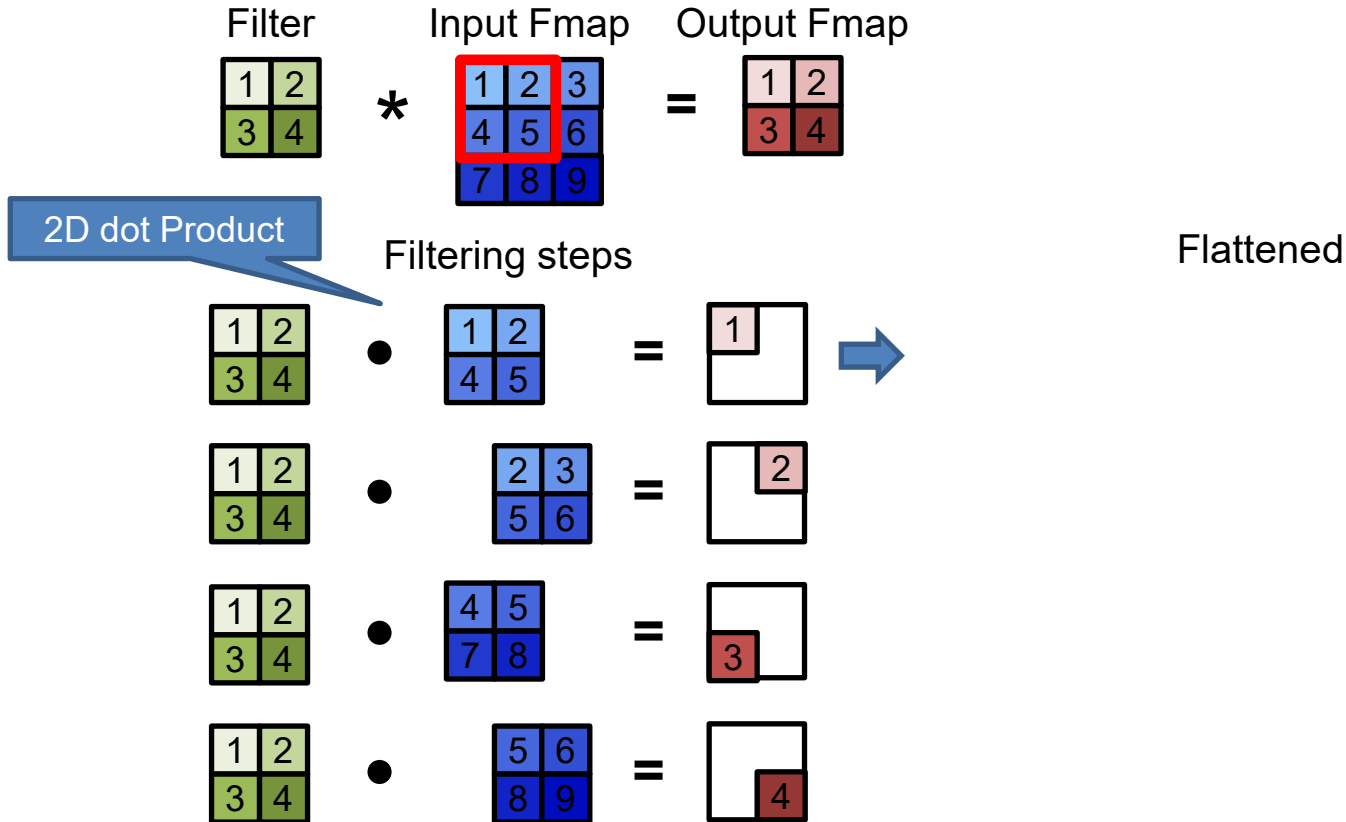 Filter Input Fmap Output Fmap
1 2 1 2 3 1 2
* =
3 4 4 5 6 3 4
7 8 9
2D dot Product
Filtering steps Flattened
1 2 1 2 1
• =
3 4 4 5
1 2 2 3 2
• =
3 4 5 6
1 2 4 5
• =
3 4 7 8 3
1 2 5 6
• =
3 4 8 9 4